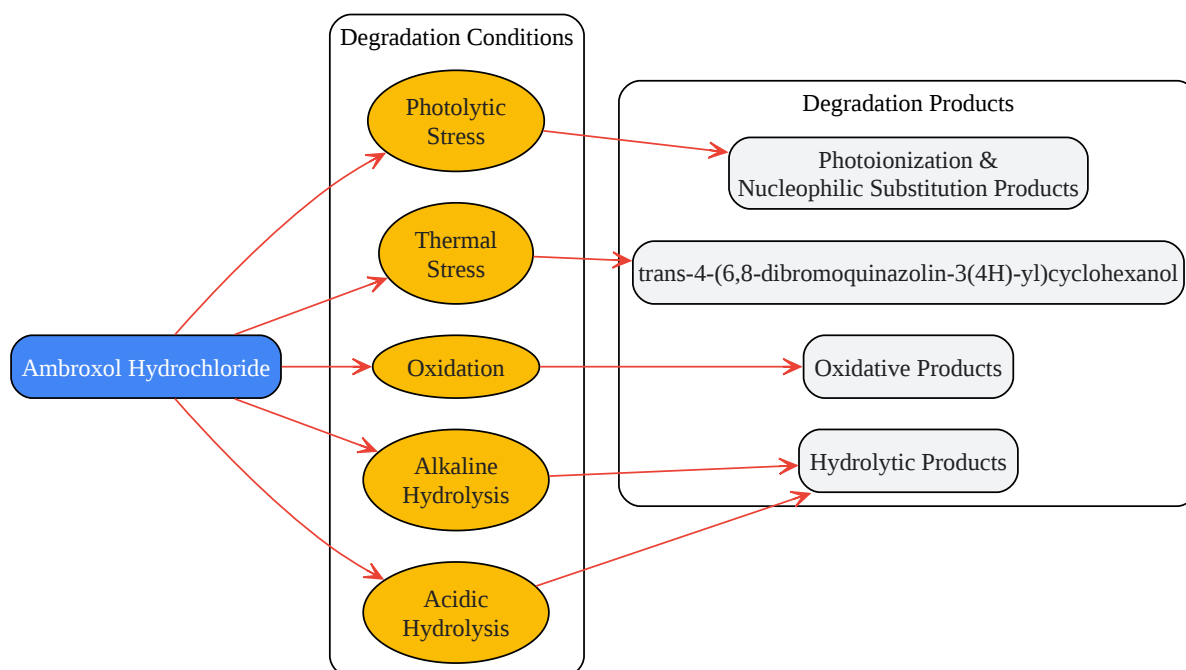 Degradation Conditions
Photolytic
Stress
Thermal
Stress
Oxidation
Alkaline
Hydrolysis
Acidic
Hydrolysis
Ambroxol Hydrochloride
Degradation Products
Photoionization &
Nucleophilic Substitution Products
trans-4-(6,8-dibromoquinazolin-3(4H)-yl)cyclohexanol
Oxidative Products
Hydrolytic Products